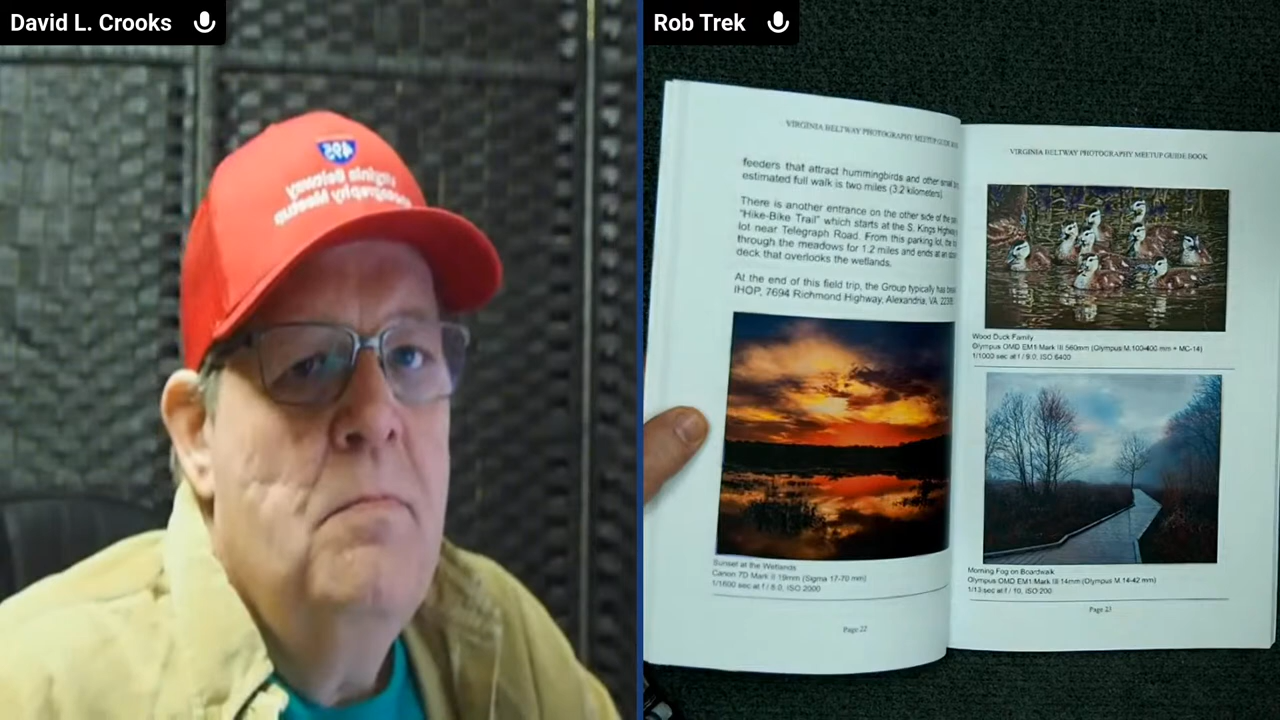 David L. Crooks
Rob Trek
495
Virginia Beltway
Photography Meetup
VIRGINIA BELTWAY PHOTOGRAPHY MEETUP GUIDE
feeders that attract hummingbirds and other small
estimated full walk is two miles (3.2 kilometers).
There is another entrance on the other side of the
"Hike-Bike Trail" which starts at the S. Kings Highway
lot near Telegraph Road. From this parking lot, the
through the meadows for 1.2 miles and ends at an
deck that overlooks the wetlands.
At the end of this field trip, the Group typically has
IHOP, 7694 Richmond Highway, Alexandria, VA. 223
Sunset at the Wetlands
Canon 7D Mark II 19mm (Sigma 17-70 mm)
1/1600 sec at f / 8.0, ISO 2000
Page 22
VIRGINIA BELTWAY PHOTOGRAPHY MEETUP GUIDE BOOK
Wood Duck Family
Olympus OMD EM1 Mark III 560mm (Olympus M.100-400 mm + MC-14)
1/1000 sec at f / 9.0, ISO 6400
Morning Fog on Boardwalk
Olympus OMD EM1 Mark III 14mm (Olympus M.14-42 mm)
1/13 sec at f / 10, ISO 200
Page 23